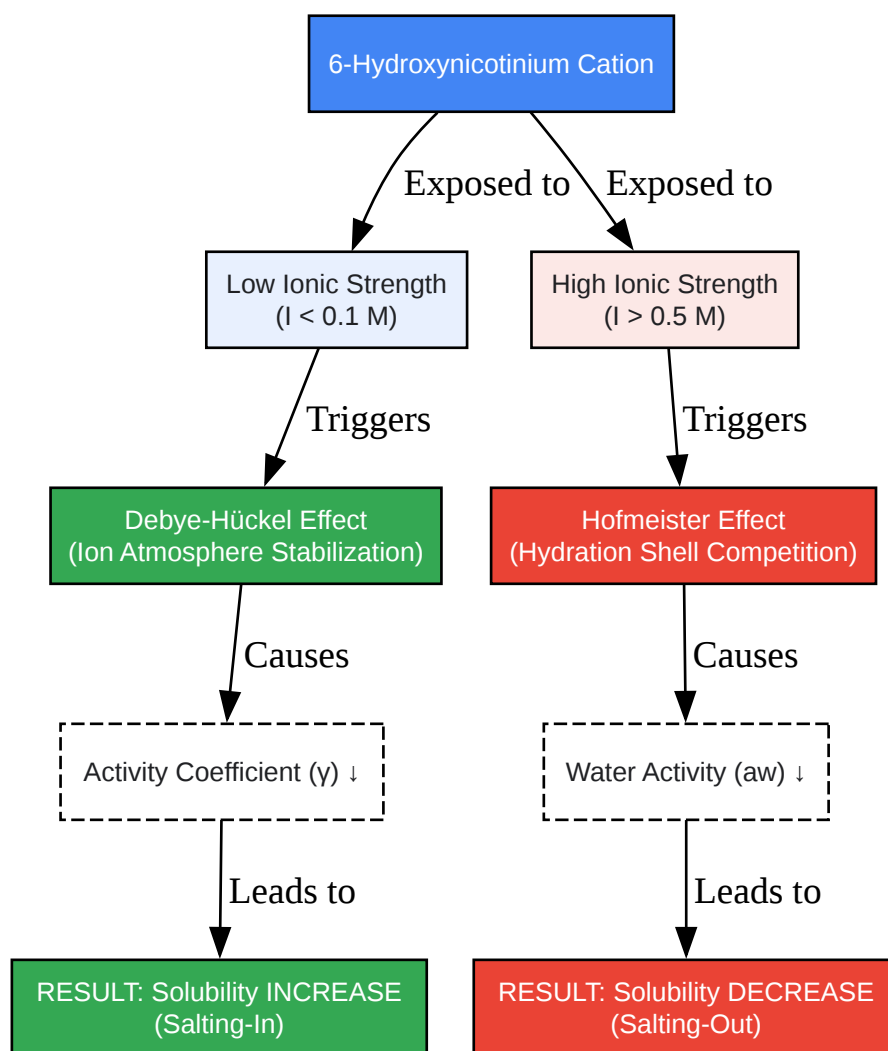 6-Hydroxynicotinium Cation
Exposed to
Exposed to
Low Ionic Strength
(I < 0.1 M)
High Ionic Strength
(I > 0.5 M)
Triggers
Triggers
Debye-Hückel Effect
(Ion Atmosphere Stabilization)
Hofmeister Effect
(Hydration Shell Competition)
Causes
Causes
Activity Coefficient (γ) ↓
Water Activity (aw) ↓
Leads to
Leads to
RESULT: Solubility INCREASE
(Salting-In)
RESULT: Solubility DECREASE
(Salting-Out)